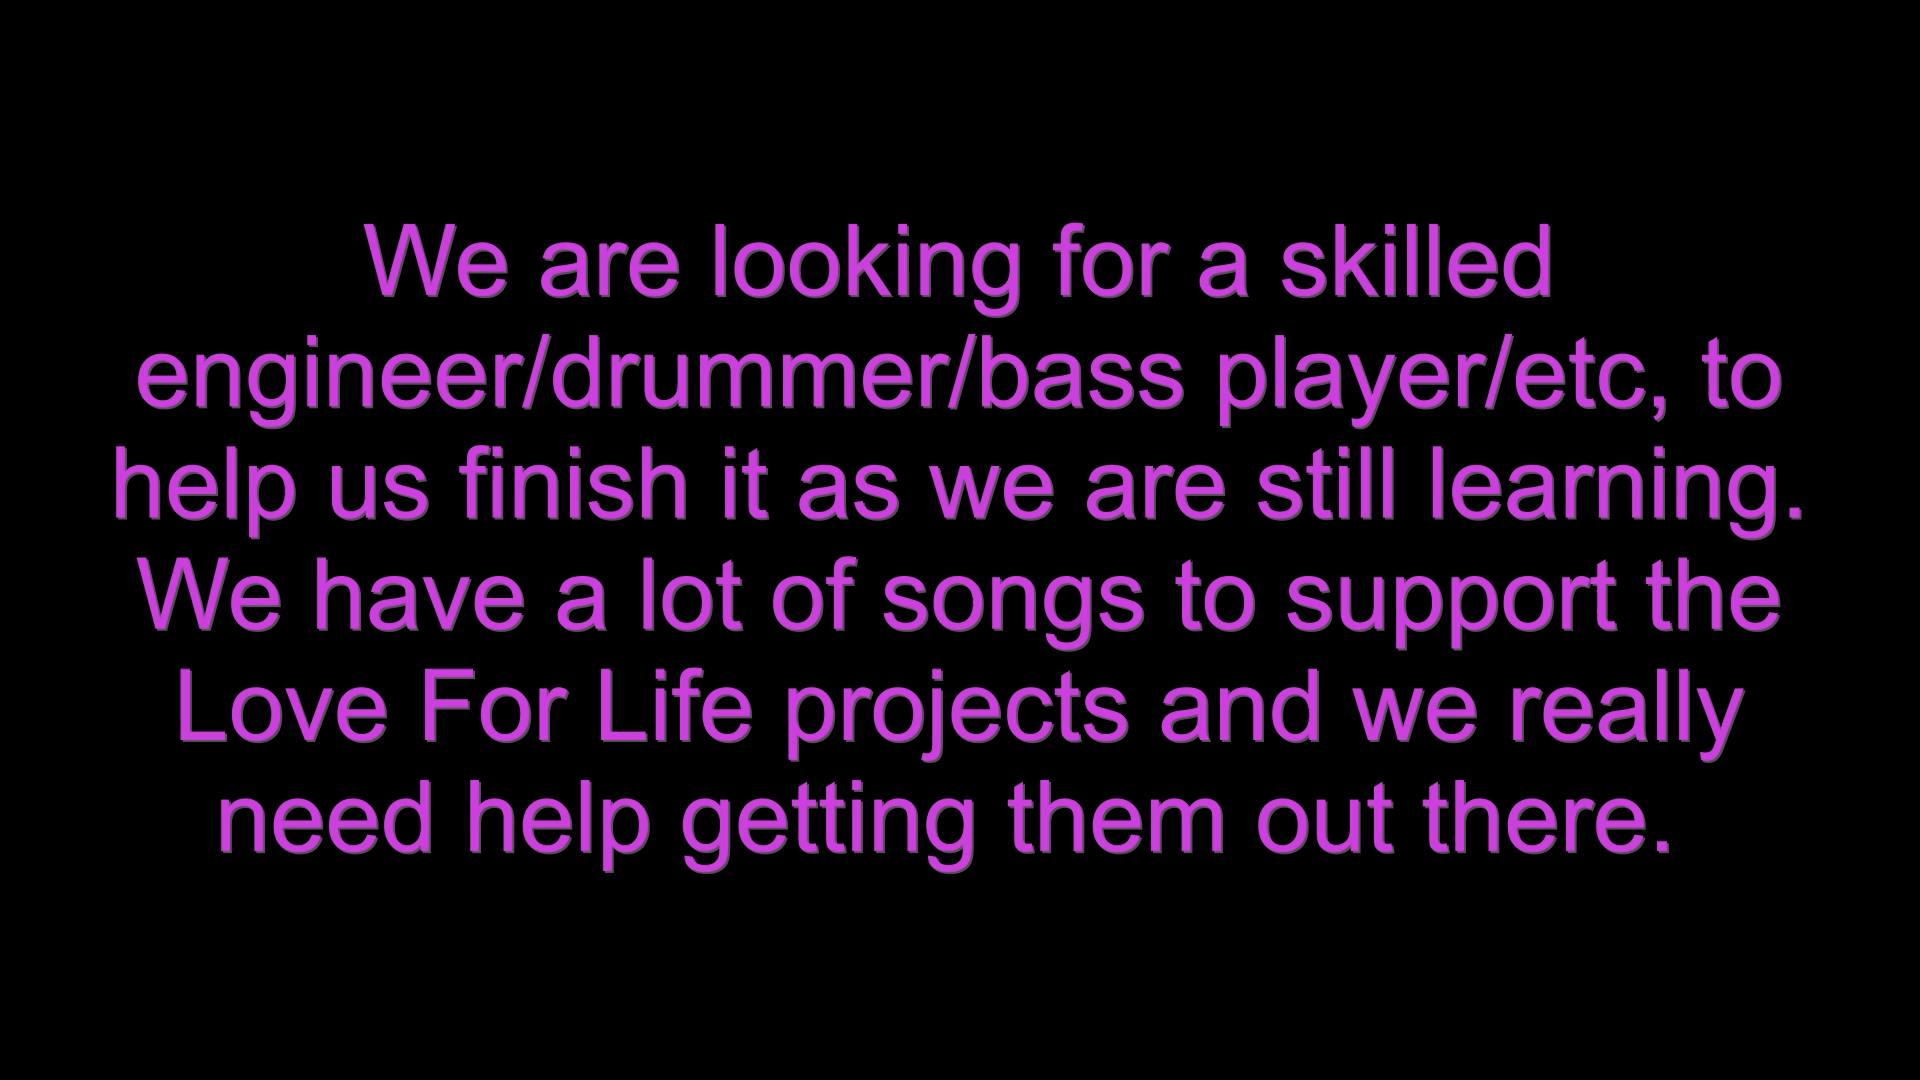 We are looking for a skilled
engineer/drummer/bass player/etc, to
help us finish it as we are still learning.
We have a lot of songs to support the
Love For Life projects and we really
need help getting them out there.